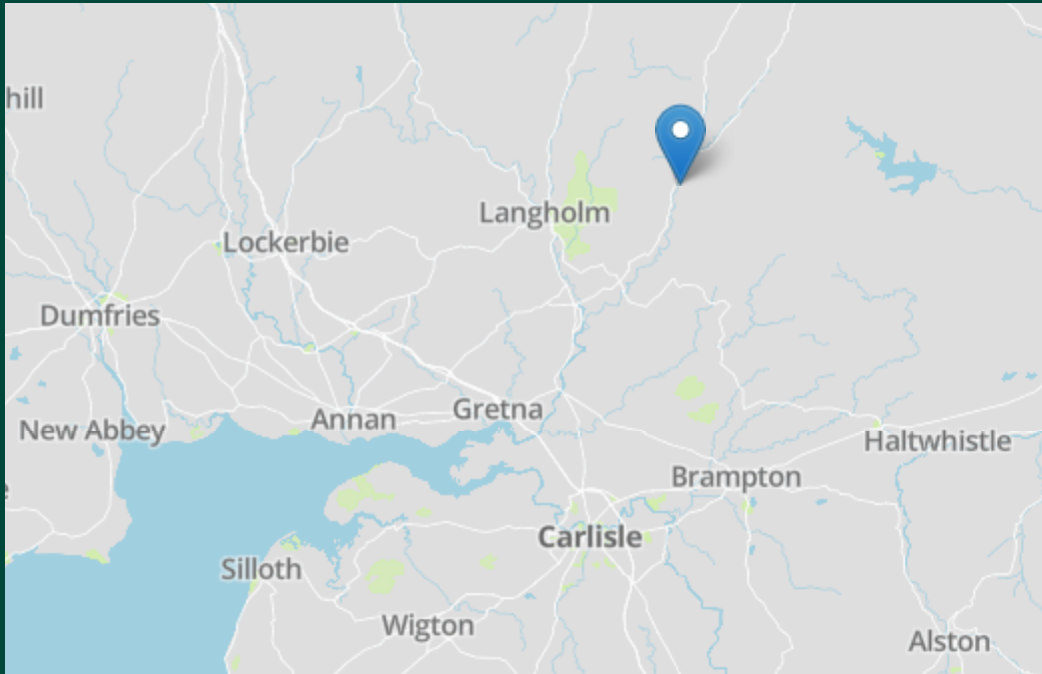 hill
Langholm
Lockerbie
Dumfries
Gretna
Annan
New Abbey
Haltwhistle
Brampton
e
Carlisle
Silloth
Wigton
Alston